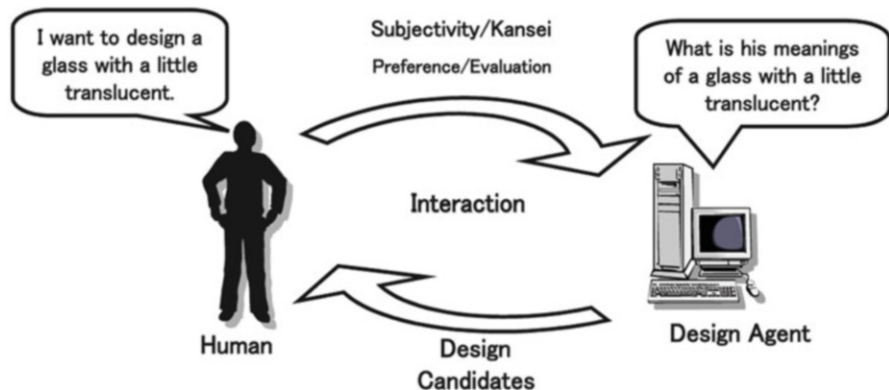 I want to design a
glass with a little
translucent.
Subjectivity/Kansei
Preference/Evaluation
What is his meanings
of a glass with a little
translucent?
Interaction
Human
Design
Candidates
Design Agent